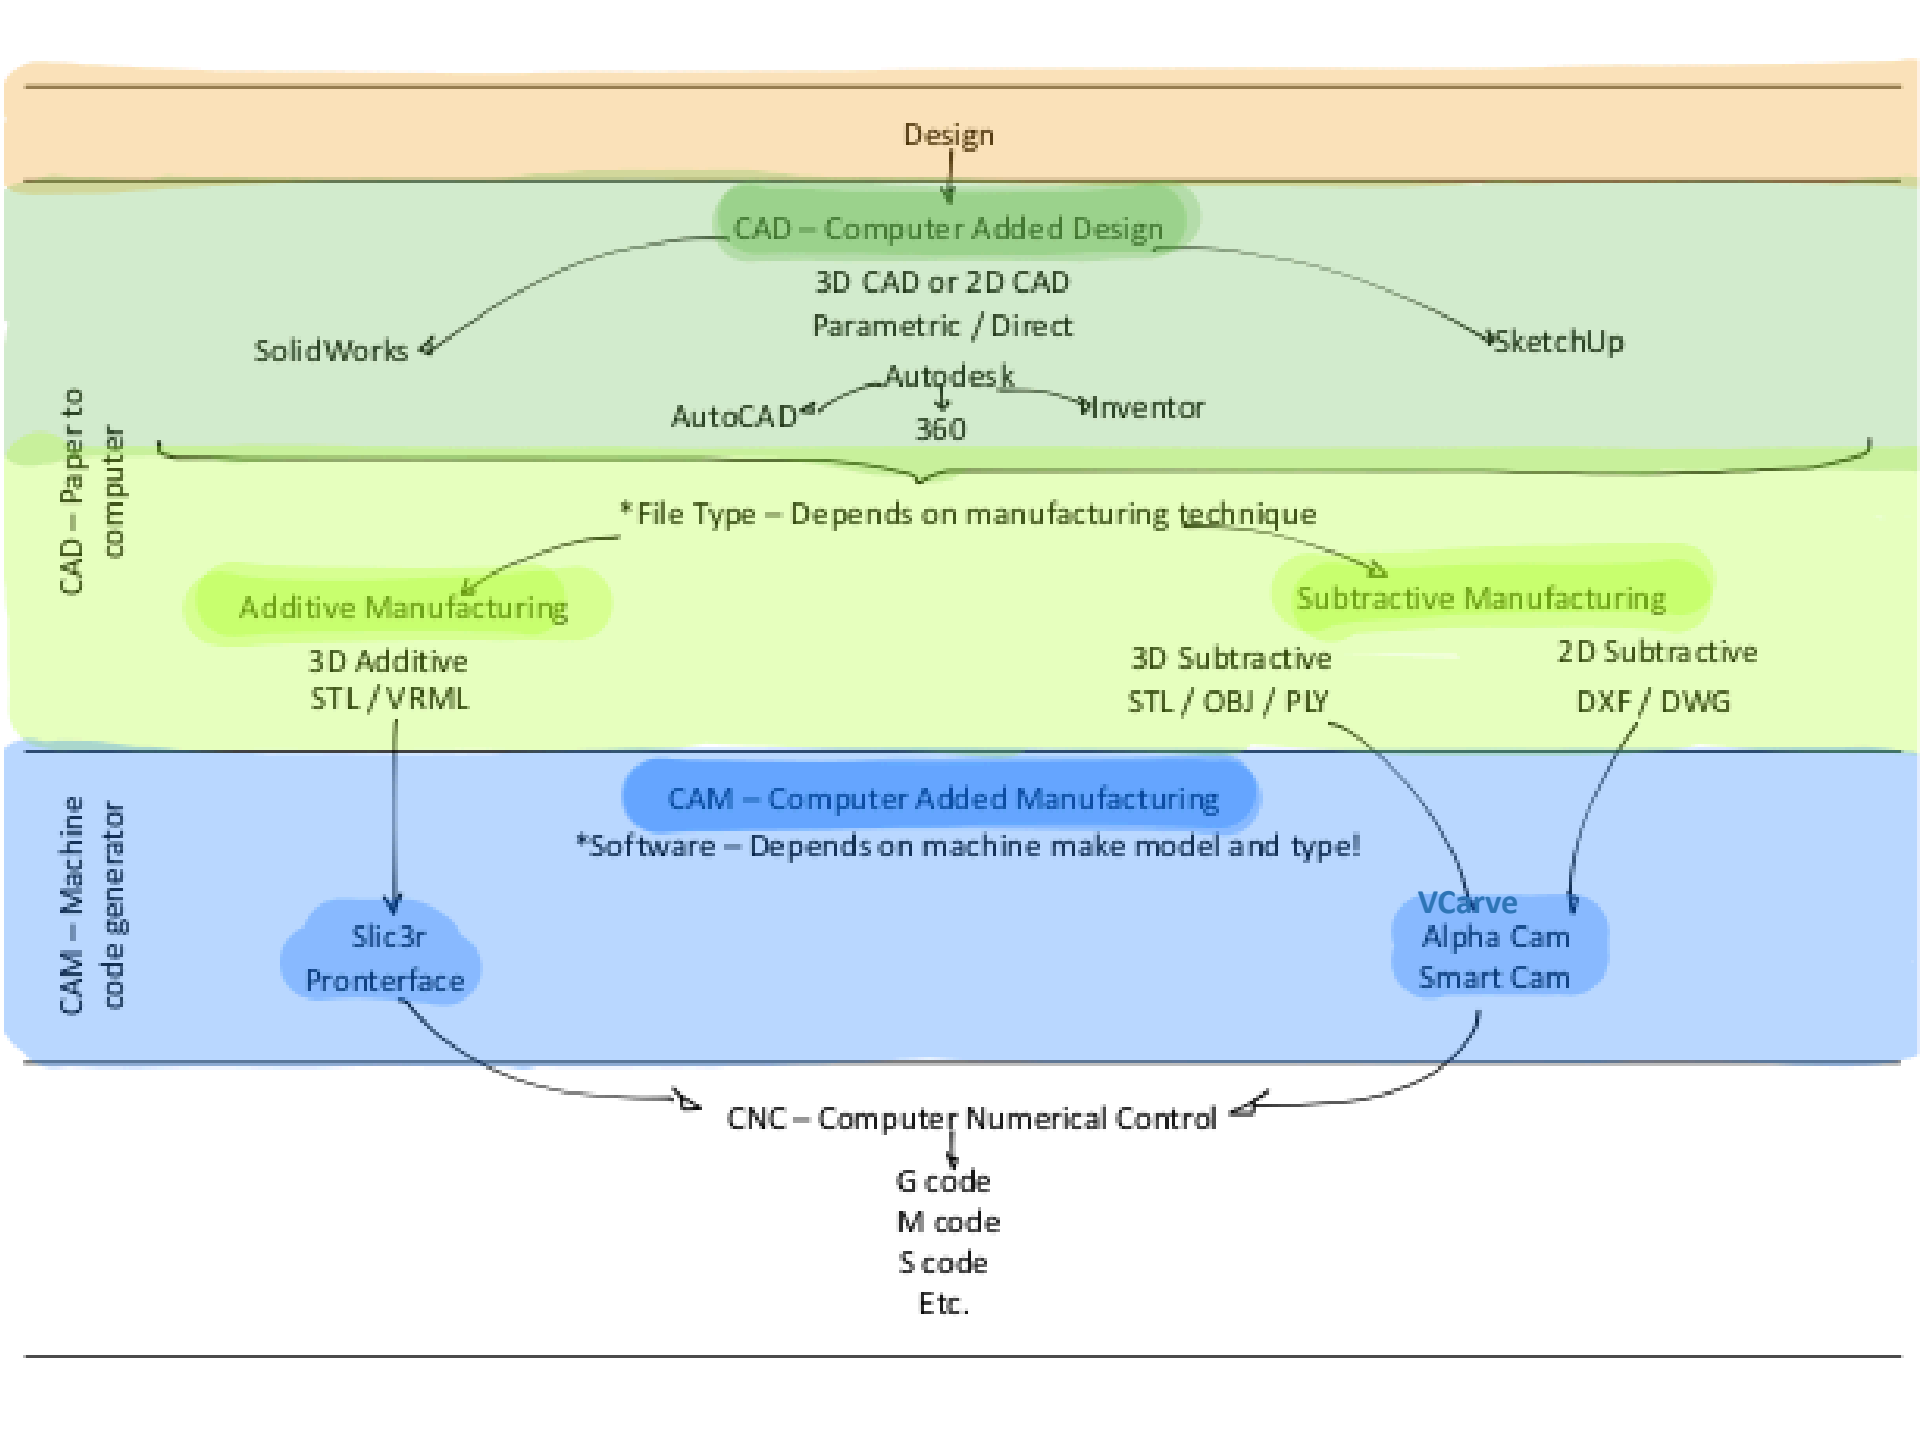 Design
CAD – Computer Added Design
3D CAD or 2D CAD
Parametric / Direct
SolidWorks
SketchUp
Autodesk
AutoCAD
360
Inventor
CAD – Paper to
computer
*File Type – Depends on manufacturing technique
Additive Manufacturing
Subtractive Manufacturing
3D Additive
STL / VRML
3D Subtractive
STL / OBJ / PLY
2D Subtractive
DXF / DWG
CAM – Computer Added Manufacturing
*Software – Depends on machine make model and type!
CAM – Machine
code generator
Slic3r
Pronterface
VCarve
Alpha Cam
Smart Cam
CNC – Computer Numerical Control
G code
M code
S code
Etc.